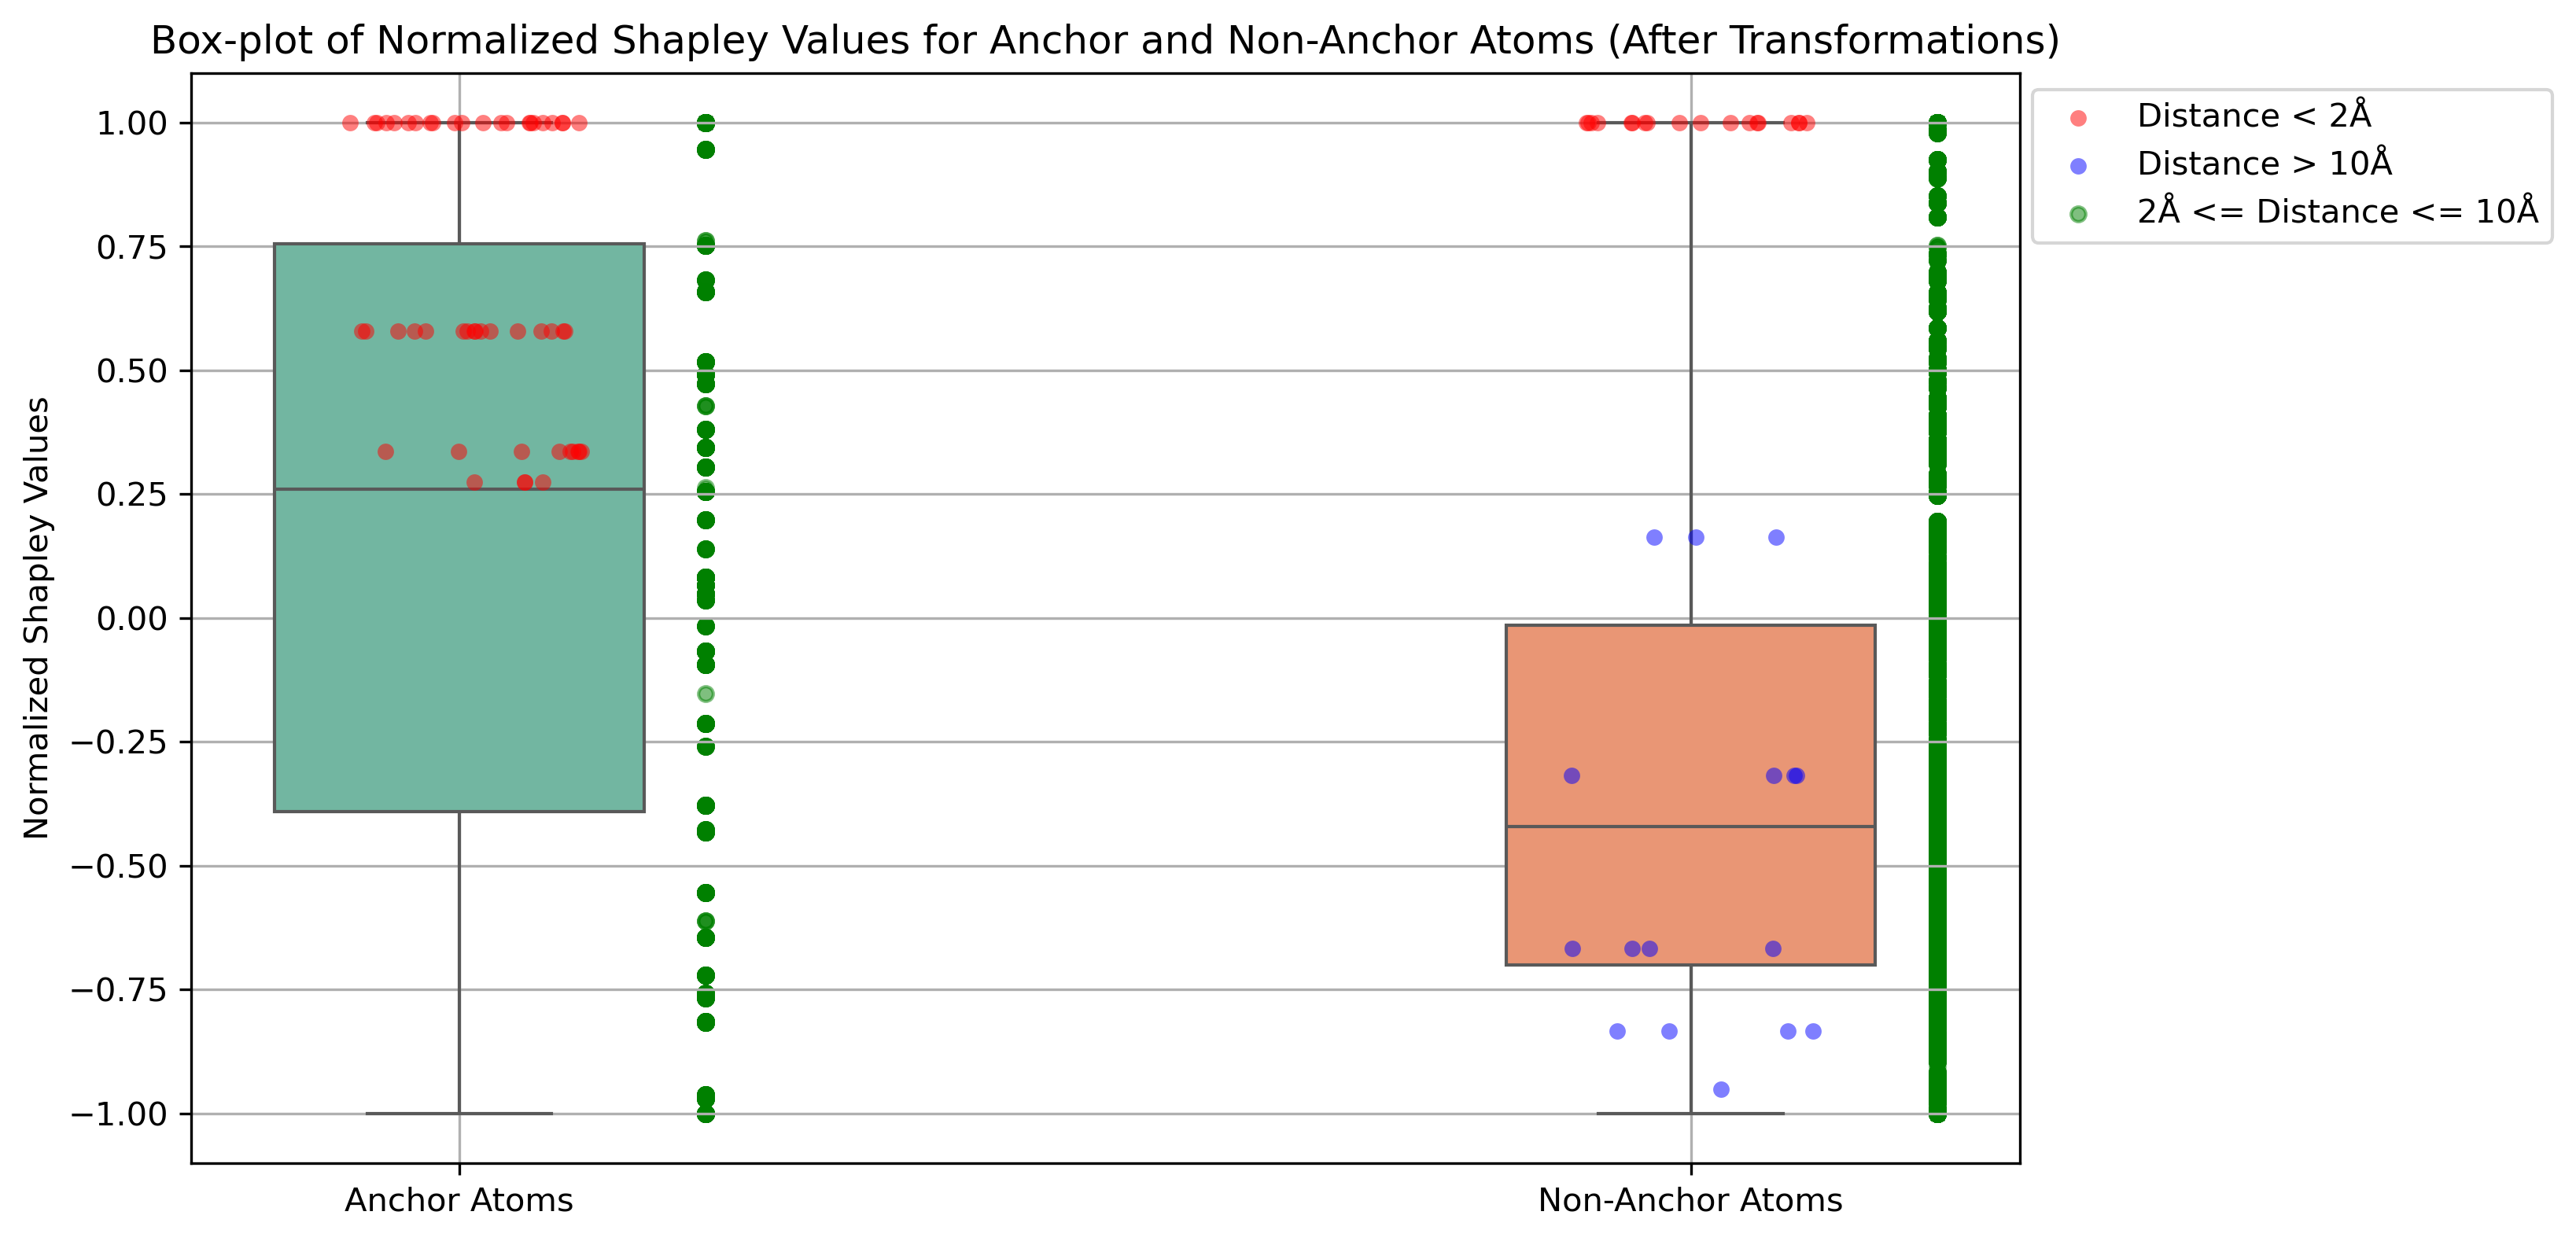 Box-plot of Normalized Shapley Values for Anchor and Non-Anchor Atoms (After Transformations)
Distance < 2Å
Distance > 10Å
2Å <= Distance <= 10Å
Normalized Shapley Values
1.00
0.75
0.50
0.25
0.00
−0.25
−0.50
−0.75
−1.00
Anchor Atoms
Non-Anchor Atoms